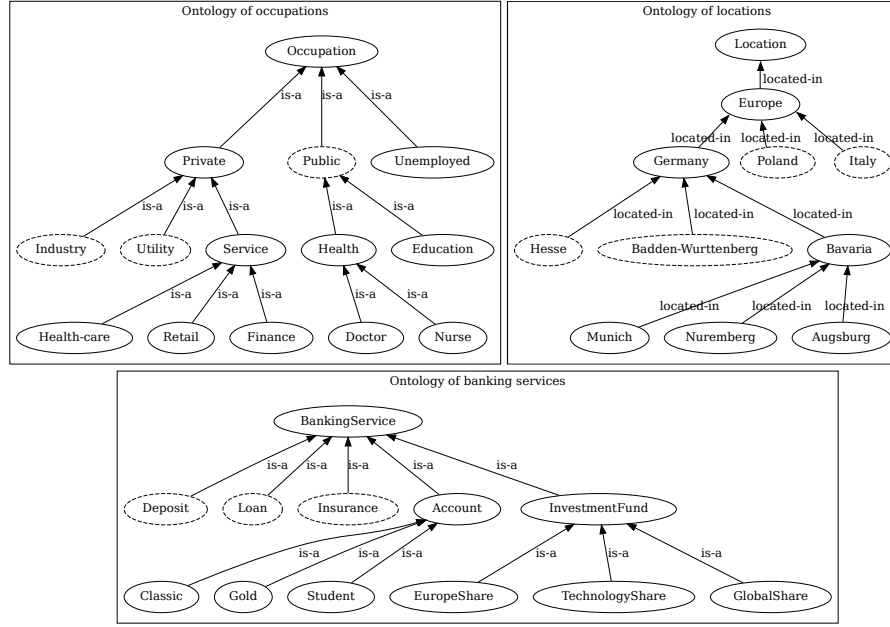 Ontology of occupations
Occupation
is-a is-a is-a
Private Public Unemployed
is-a is-a is-a is-a is-a
Industry Utility Service Health Education
is-a is-a is-a is-a is-a
Health-care Retail Finance Doctor Nurse
Ontology of locations
Location
located-in
Europe
located-in located-in located-in
Germany Poland Italy
located-in located-in located-in
Hesse Badden-Wurttenberg Bavaria
located-in located-in located-in
Munich Nuremberg Augsburg
Ontology of banking services
BankingService
is-a is-a is-a is-a is-a
Deposit Loan Insurance Account InvestmentFund
is-a is-a is-a is-a is-a is-a
Classic Gold Student EuropeShare TechnologyShare GlobalShare